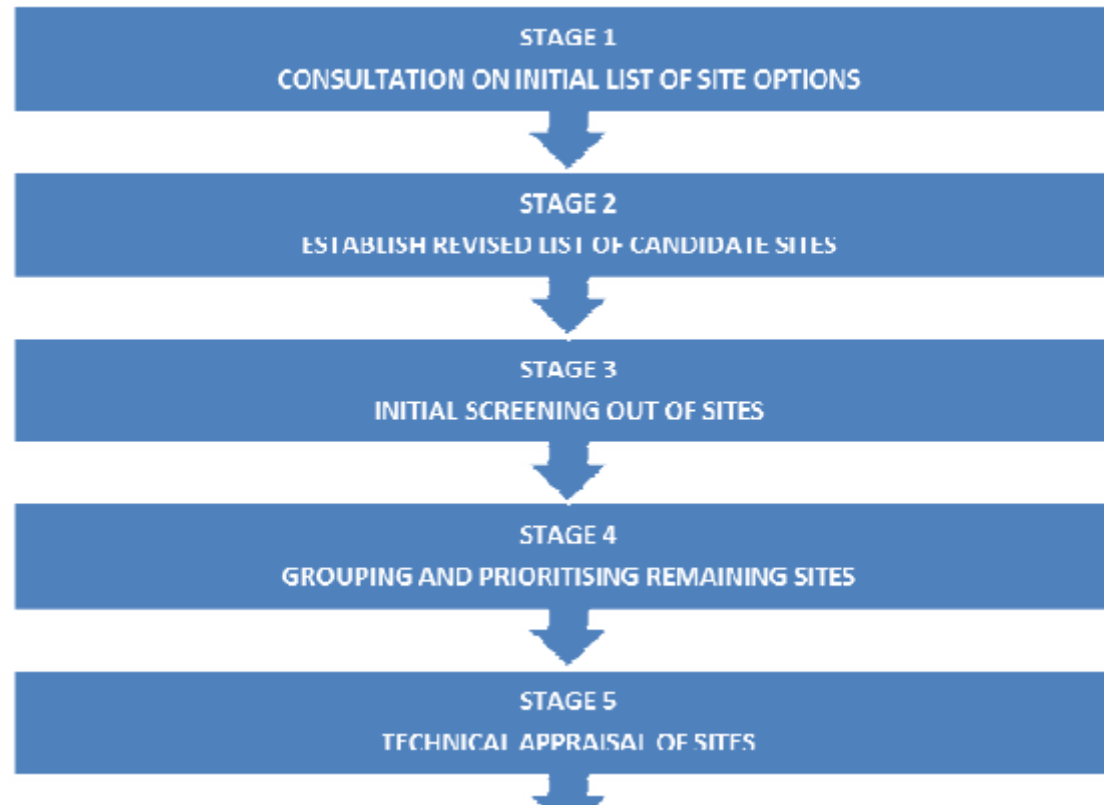 STAGE 1
CONSULTATION ON INITIAL LIST OF SITE OPTIONS
STAGE 2
ESTABLISH REVISED LIST OF CANDIDATE SITES
STAGE 3
INITIAL SCREENING OUT OF SITES
STAGE 4
GROUPING AND PRIORITISING REMAINING SITES
STAGE 5
TECHNICAL APPRAISAL OF SITES